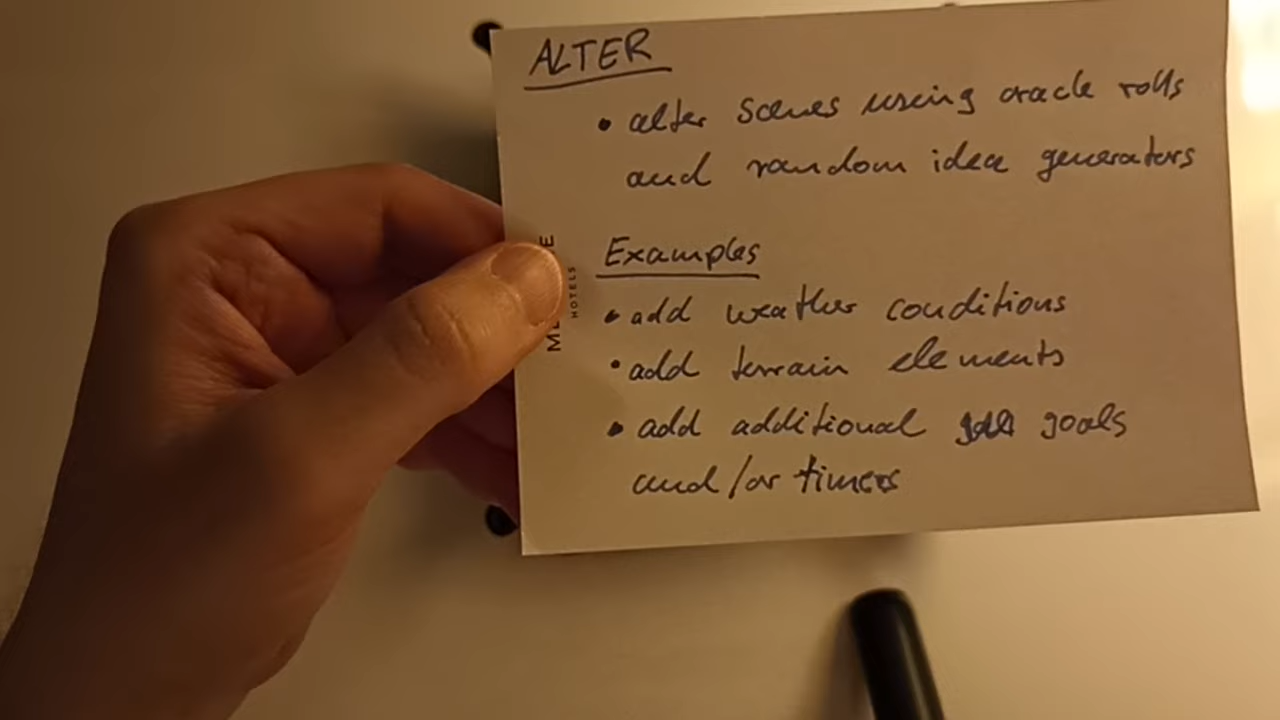 ALTER
• alter scenes using oracle rolls
and random idea generators
Examples
• add weather conditions
• add terrain elements
• add additional goals
and/or timers
HOTELS